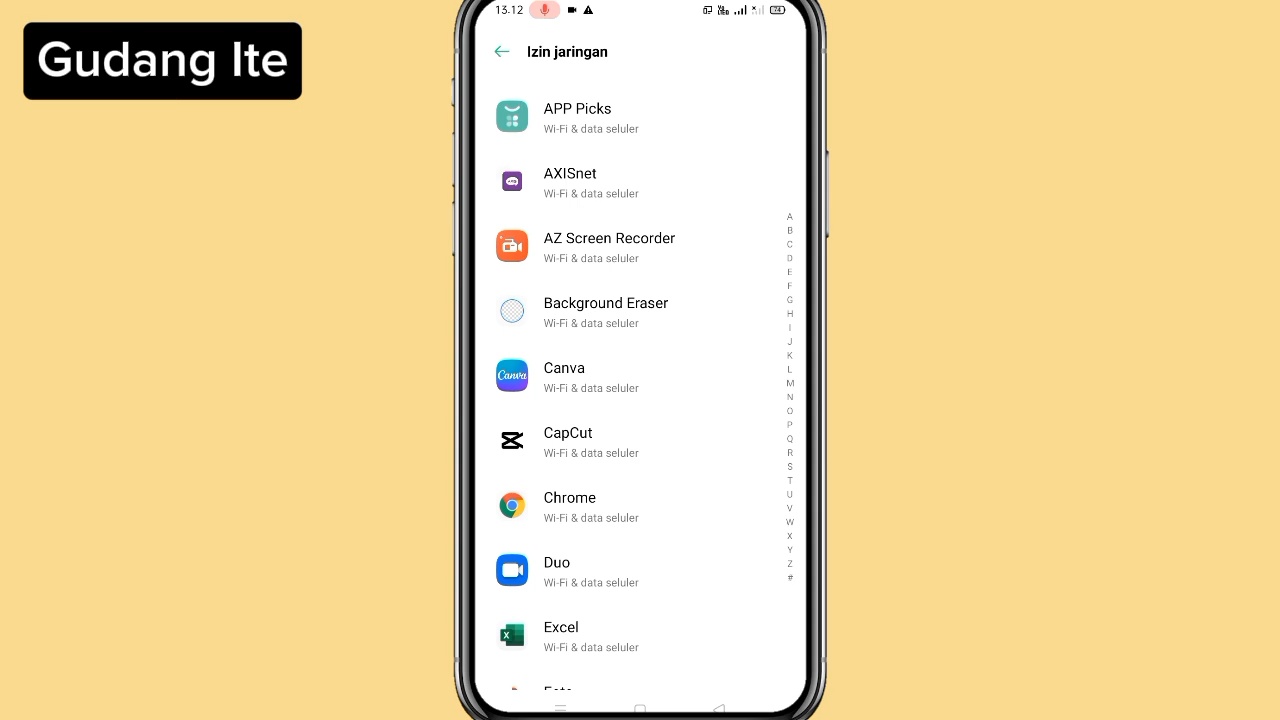 Gudang Ite
13.12
74
Izin jaringan
APP Picks
Wi-Fi & data seluler
AXISnet
Wi-Fi & data seluler
AZ Screen Recorder
Wi-Fi & data seluler
Background Eraser
Wi-Fi & data seluler
Canva
Canva
Wi-Fi & data seluler
CapCut
Wi-Fi & data seluler
Chrome
Wi-Fi & data seluler
Duo
Wi-Fi & data seluler
Excel
Wi-Fi & data seluler
A
B
C
D
E
F
G
H
I
J
K
L
M
N
O
P
Q
R
S
T
U
V
W
X
Y
Z
#